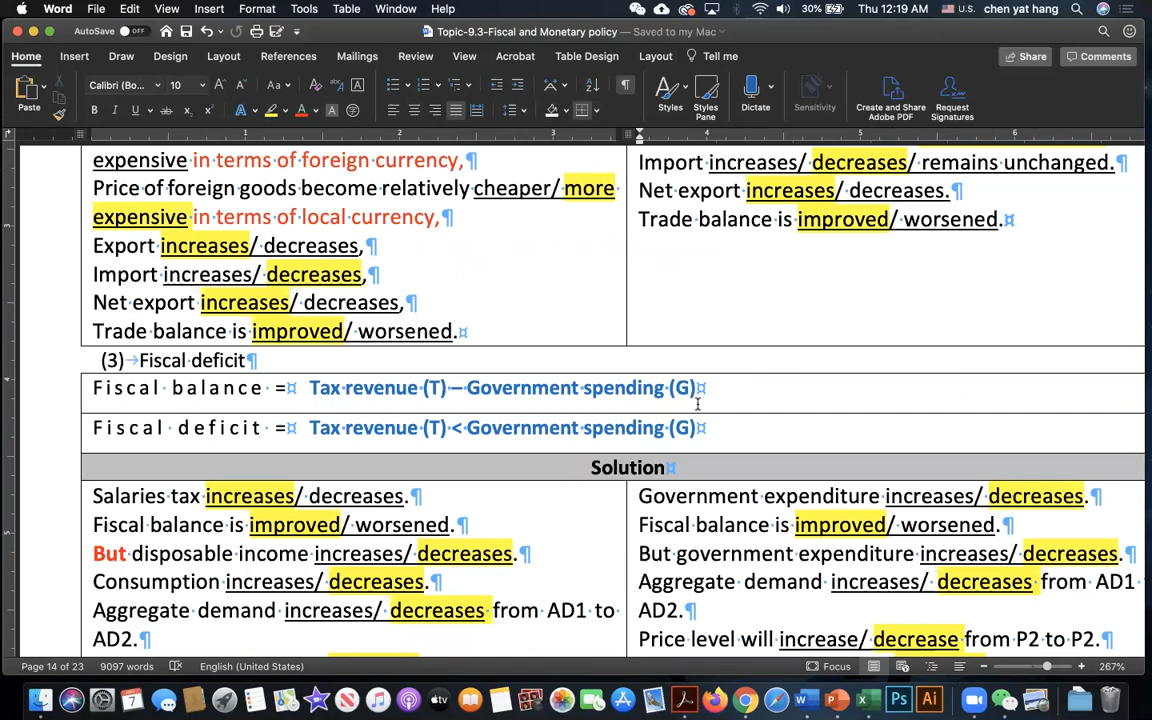 Word File Edit View Insert Format Tools Table Window Help 30% Thu 12:19 AM U.S. chen yat hang
AutoSave OFF Topic-9.3-Fiscal and Monetary policy — Saved to my Mac
Home Insert Draw Design Layout References Mailings Review View Acrobat Table Design Layout Tell me Share Comments
Paste Calibri (Bo... 10 Styles Styles Pane Dictate Sensitivity Create and Share Adobe PDF Request Signatures
1 2 3 4 5 6
expensive in terms of foreign currency,
Price of foreign goods become relatively cheaper/ more
expensive in terms of local currency,
Export increases/ decreases,
Import increases/ decreases,
Net export increases/ decreases,
Trade balance is improved/ worsened.
Import increases/ decreases/ remains unchanged.
Net export increases/ decreases.
Trade balance is improved/ worsened.
(3) Fiscal deficit
Fiscal balance = Tax revenue (T) – Government spending (G)
Fiscal deficit = Tax revenue (T) < Government spending (G)
Solution
Salaries tax increases/ decreases.
Fiscal balance is improved/ worsened.
But disposable income increases/ decreases.
Consumption increases/ decreases.
Aggregate demand increases/ decreases from AD1 to
AD2.
Government expenditure increases/ decreases.
Fiscal balance is improved/ worsened.
But government expenditure increases/ decreases.
Aggregate demand increases/ decreases from AD1
AD2.
Price level will increase/ decrease from P2 to P2.
Page 14 of 23 9097 words English (United States) Focus 267%